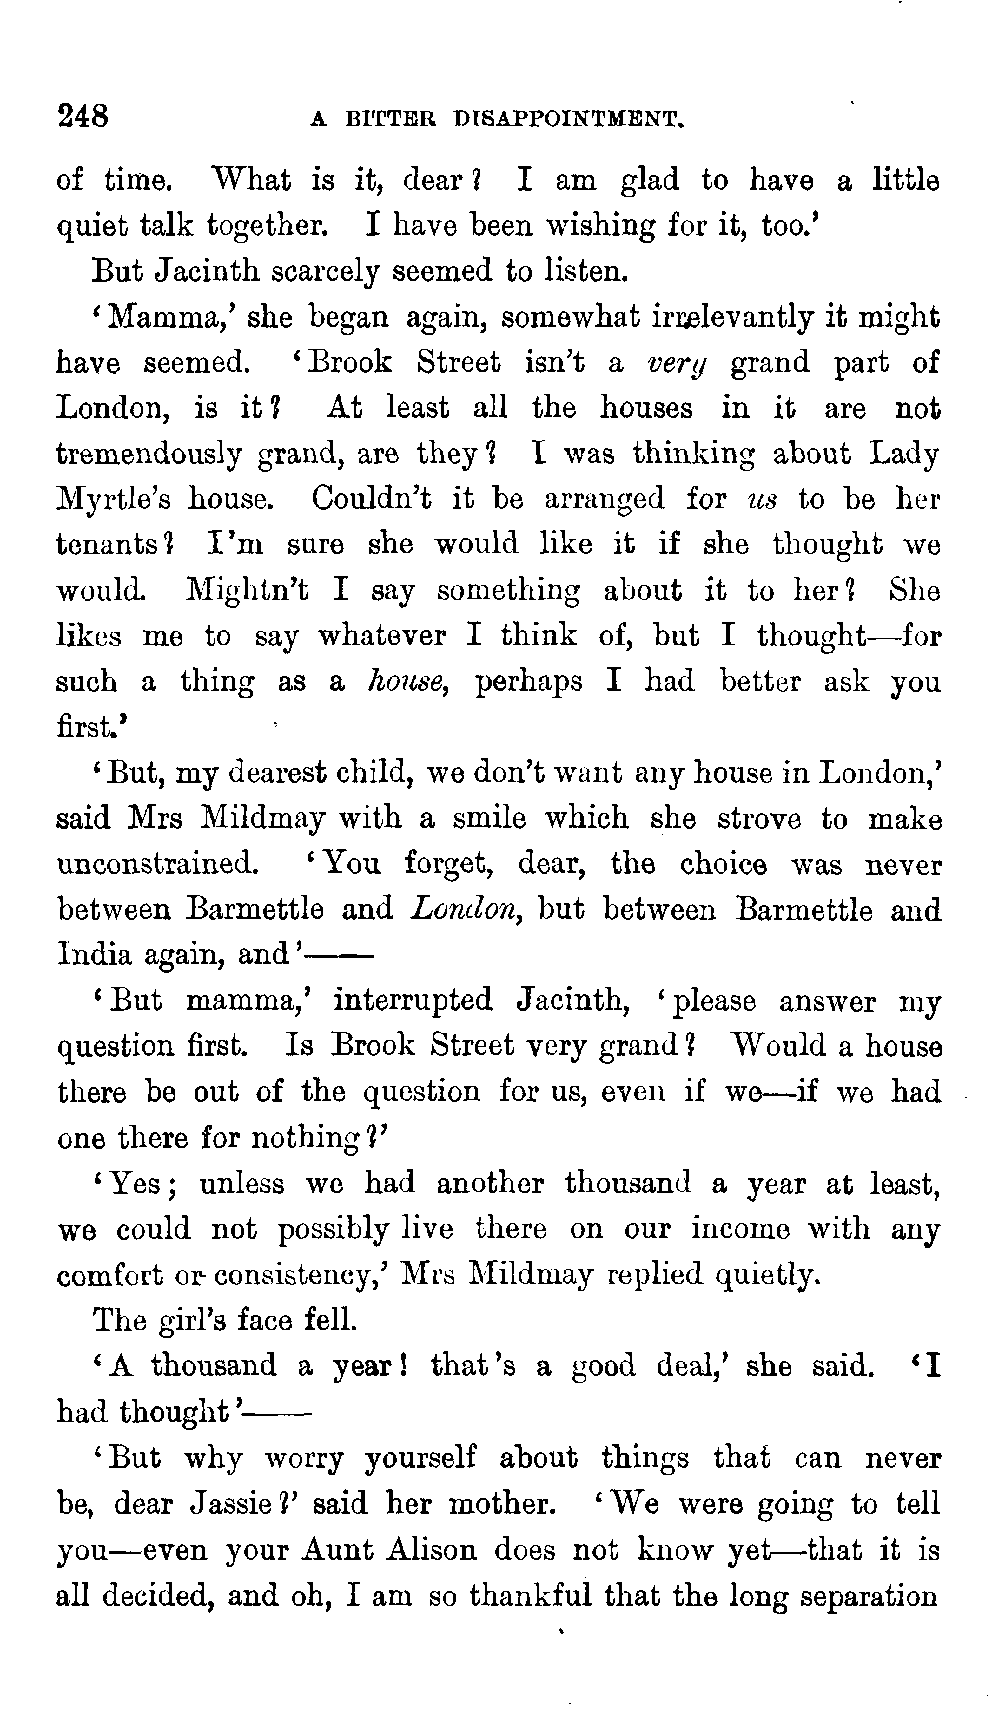 248 A BITTER DISAPPOINTMENT.
of time. What is it, dear? I am glad to have a little
quiet talk together. I have been wishing for it, too.’
But Jacinth scarcely seemed to listen.
‘Mamma,’ she began again, somewhat irrelevantly it might
have seemed. ‘Brook Street isn’t a very grand part of
London, is it? At least all the houses in it are not
tremendously grand, are they? I was thinking about Lady
Myrtle’s house. Couldn’t it be arranged for us to be her
tenants? I’m sure she would like it if she thought we
would. Mightn’t I say something about it to her? She
likes me to say whatever I think of, but I thought—for
such a thing as a house, perhaps I had better ask you
first.’
‘But, my dearest child, we don’t want any house in London,’
said Mrs Mildmay with a smile which she strove to make
unconstrained. ‘You forget, dear, the choice was never
between Barmettle and London, but between Barmettle and
India again, and’——
‘But mamma,’ interrupted Jacinth, ‘please answer my
question first. Is Brook Street very grand? Would a house
there be out of the question for us, even if we—if we had
one there for nothing?’
‘Yes; unless we had another thousand a year at least,
we could not possibly live there on our income with any
comfort or consistency,’ Mrs Mildmay replied quietly.
The girl’s face fell.
‘A thousand a year! that’s a good deal,’ she said. ‘I
had thought’——
‘But why worry yourself about things that can never
be, dear Jassie?’ said her mother. ‘We were going to tell
you—even your Aunt Alison does not know yet—that it is
all decided, and oh, I am so thankful that the long separation